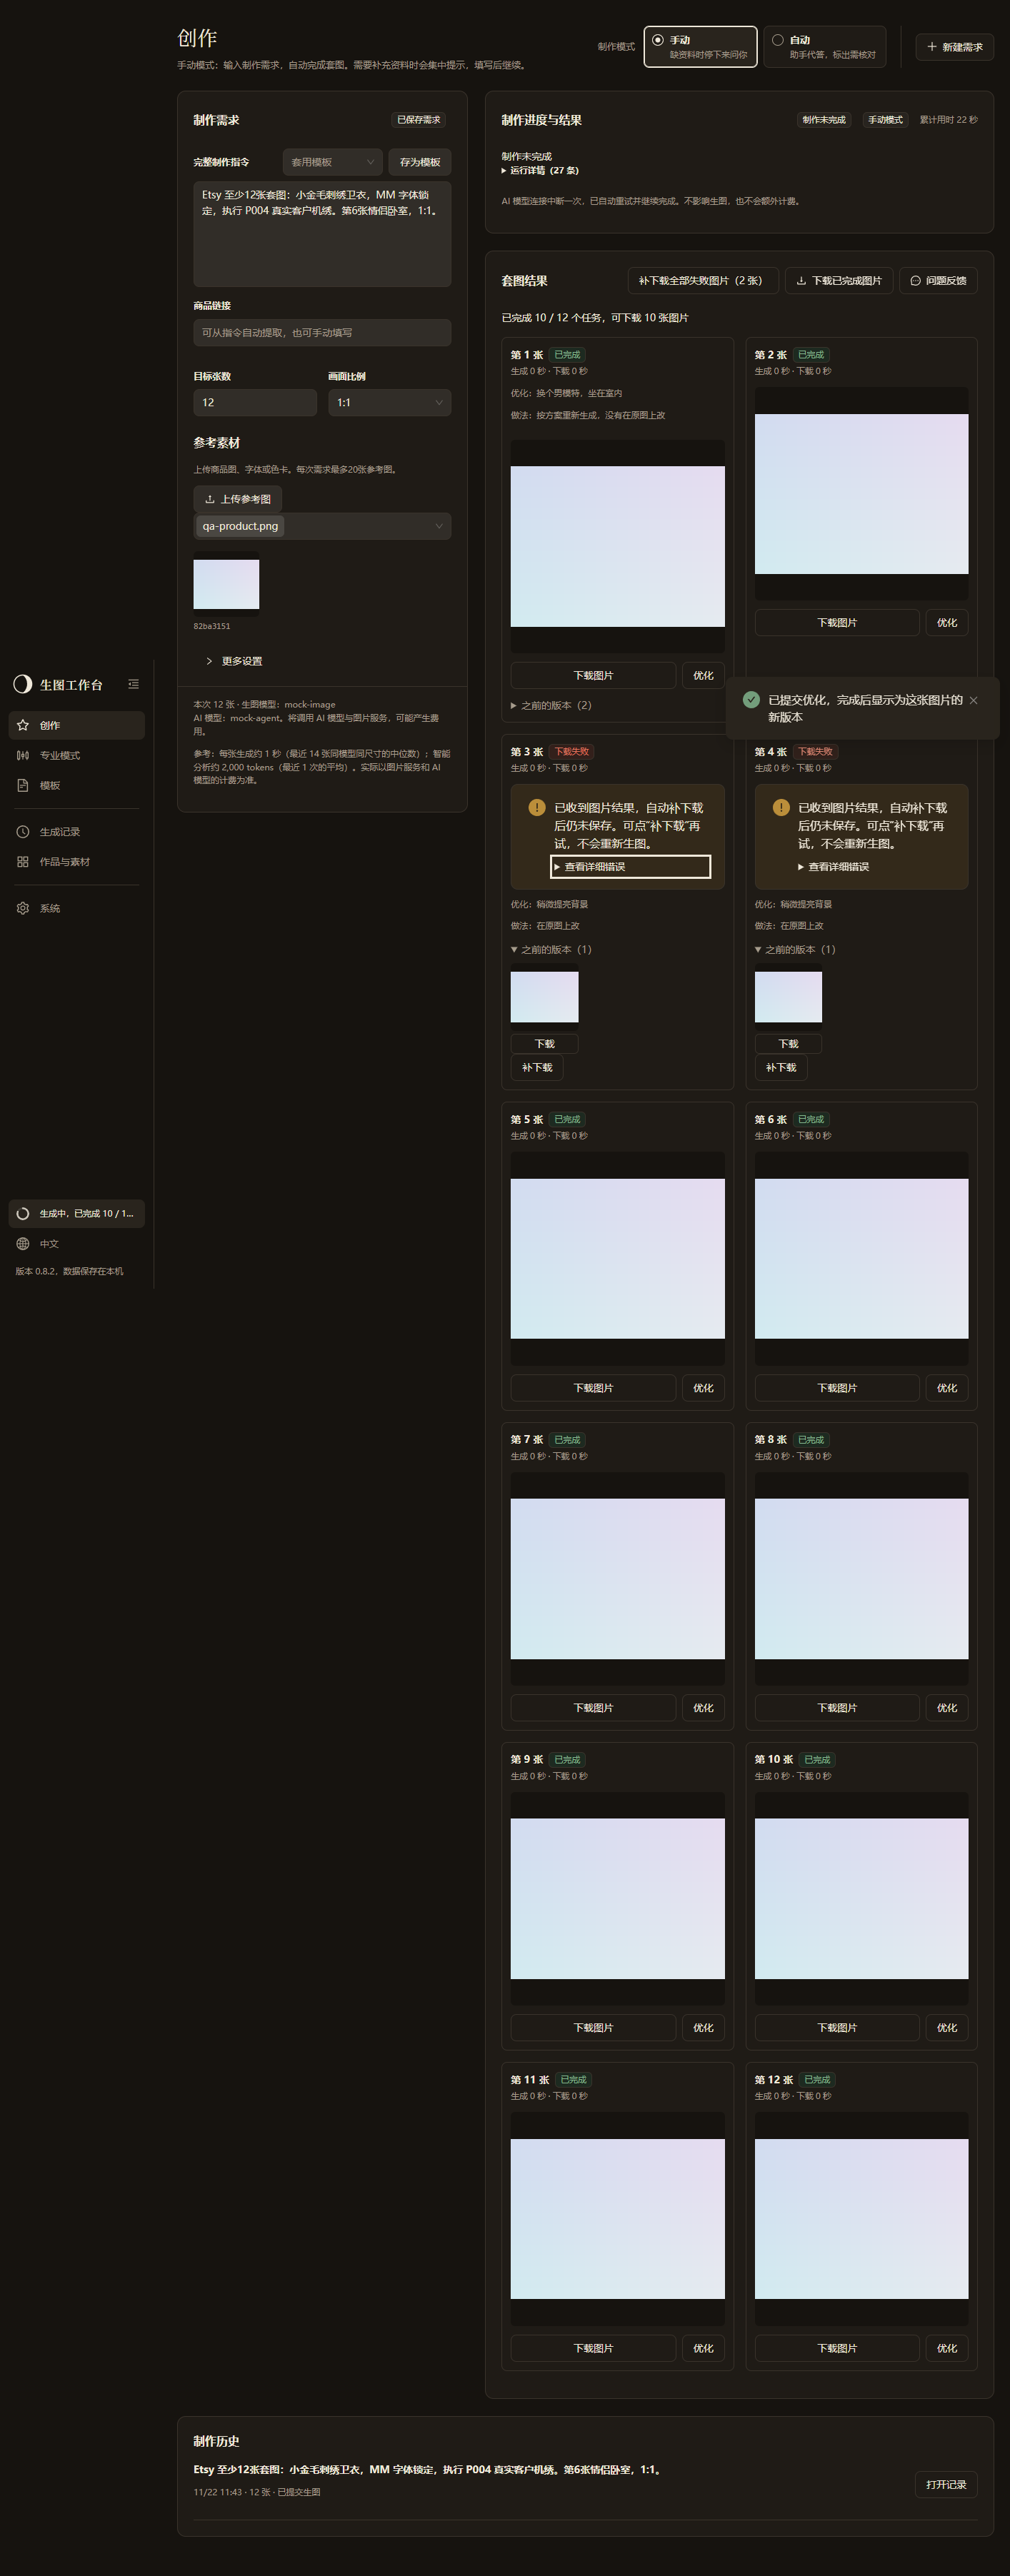 创作
手动模式：输入制作需求，自动完成套图。需要补充资料时会集中提示，填写后继续。
制作模式
手动
缺资料时停下来问你
自动
助手代答，标出需核对
新建需求
制作需求
已保存需求
完整制作指令
套用模板
存为模板
Etsy 至少12张套图：小金毛刺绣卫衣，MM 字体锁
定，执行 P004 真实客户机绣。第6张情侣卧室，1:1。
商品链接
可从指令自动提取，也可手动填写
目标张数
画面比例
12
1:1
参考素材
上传商品图、字体或色卡。每次需求最多20张参考图。
上传参考图
qa-product.png
82ba3151
更多设置
本次 12 张 · 生图模型：mock-image
AI 模型：mock-agent。将调用 AI 模型与图片服务，可能产生费
用。
参考：每张生成约 1 秒（最近 14 张同模型同尺寸的中位数）；智能
分析约 2,000 tokens（最近 1 次的平均）。实际以图片服务和 AI
模型的计费为准。
生图工作台
创作
专业模式
模板
生成记录
作品与素材
系统
生成中，已完成 10 / 1...
中文
版本 0.8.2，数据保存在本机
制作进度与结果
制作未完成
手动模式
累计用时 22 秒
制作未完成
运行详情（27 条）
AI 模型连接中断一次，已自动重试并继续完成。不影响生图，也不会额外计费。
套图结果
补下载全部失败图片（2 张）
下载已完成图片
问题反馈
已完成 10 / 12 个任务，可下载 10 张图片
第 1 张
已完成
生成 0 秒 · 下载 0 秒
优化：换个男模特，坐在室内
做法：按方案重新生成，没有在原图上改
下载图片
优化
之前的版本（2）
第 2 张
已完成
生成 0 秒 · 下载 0 秒
下载图片
优化
已提交优化，完成后显示为这张图片的
新版本
第 3 张
下载失败
生成 0 秒 · 下载 0 秒
已收到图片结果，自动补下载
后仍未保存。可点“补下载”再
试，不会重新生图。
查看详细错误
优化：稍微提亮背景
做法：在原图上改
之前的版本（1）
下载
补下载
第 4 张
下载失败
生成 0 秒 · 下载 0 秒
已收到图片结果，自动补下载
后仍未保存。可点“补下载”再
试，不会重新生图。
查看详细错误
优化：稍微提亮背景
做法：在原图上改
之前的版本（1）
下载
补下载
第 5 张
已完成
生成 0 秒 · 下载 0 秒
下载图片
优化
第 6 张
已完成
生成 0 秒 · 下载 0 秒
下载图片
优化
第 7 张
已完成
生成 0 秒 · 下载 0 秒
下载图片
优化
第 8 张
已完成
生成 0 秒 · 下载 0 秒
下载图片
优化
第 9 张
已完成
生成 0 秒 · 下载 0 秒
下载图片
优化
第 10 张
已完成
生成 0 秒 · 下载 0 秒
下载图片
优化
第 11 张
已完成
生成 0 秒 · 下载 0 秒
下载图片
优化
第 12 张
已完成
生成 0 秒 · 下载 0 秒
下载图片
优化
制作历史
Etsy 至少12张套图：小金毛刺绣卫衣，MM 字体锁定，执行 P004 真实客户机绣。第6张情侣卧室，1:1。
11/22 11:43 · 12 张 · 已提交生图
打开记录